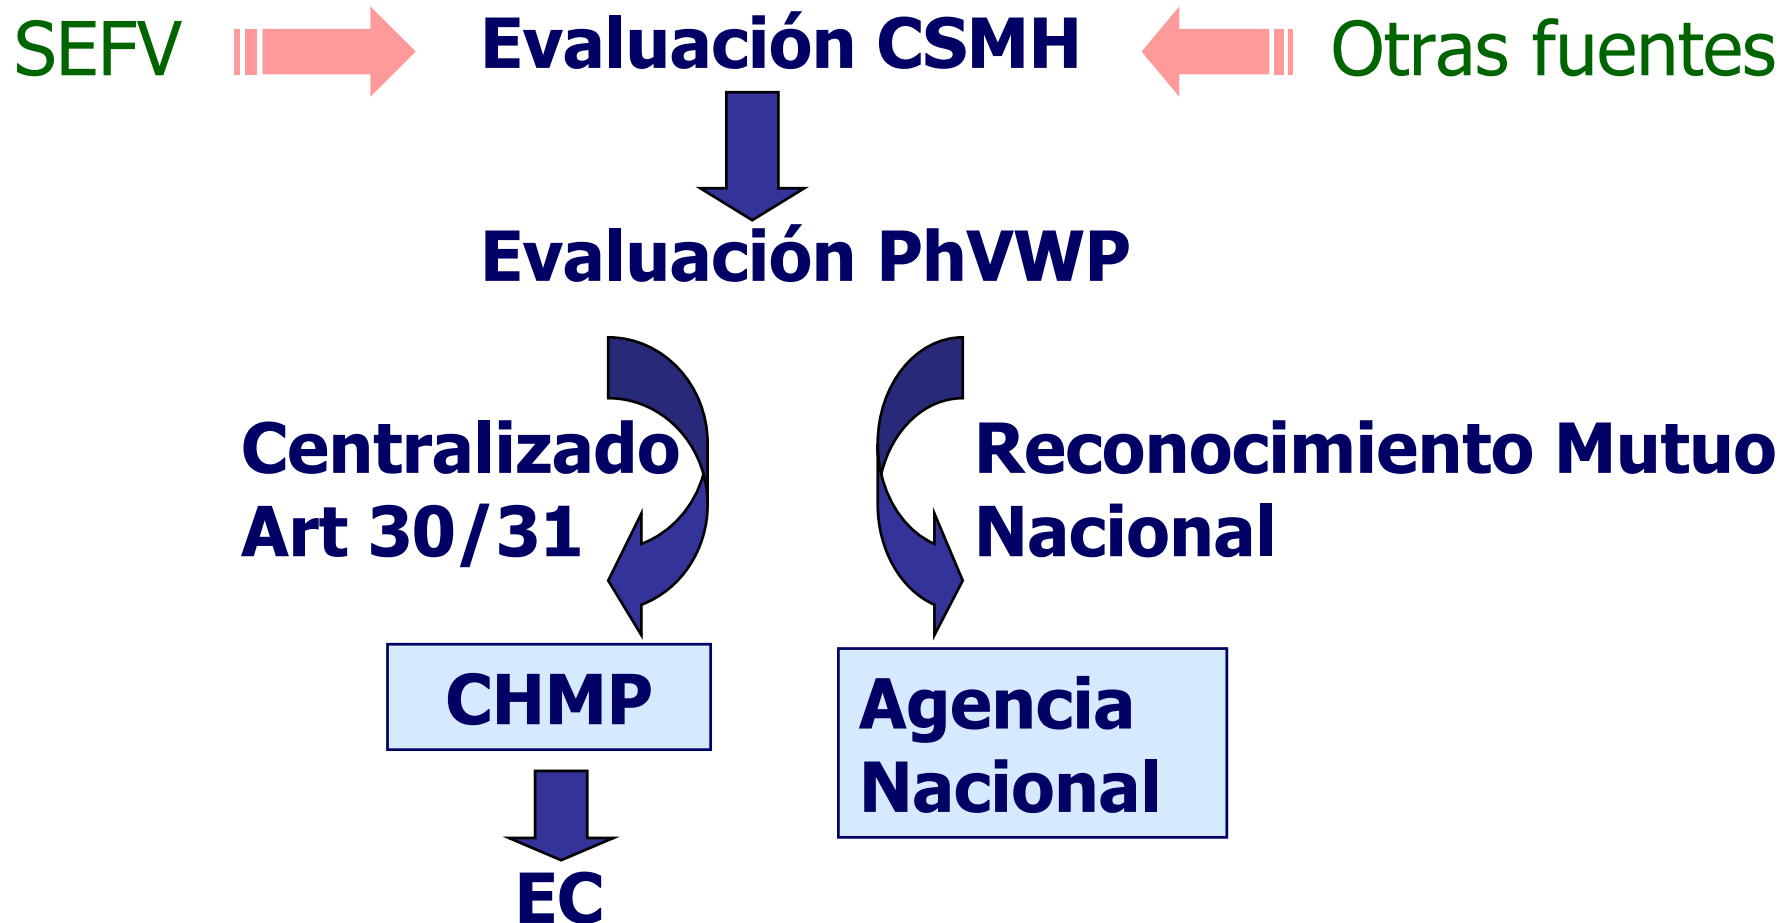 SEFV
Evaluación CSMH
Otras fuentes
Evaluación PhVWP
Centralizado
Art 30/31
Reconocimiento Mutuo
Nacional
CHMP
Agencia
Nacional
EC